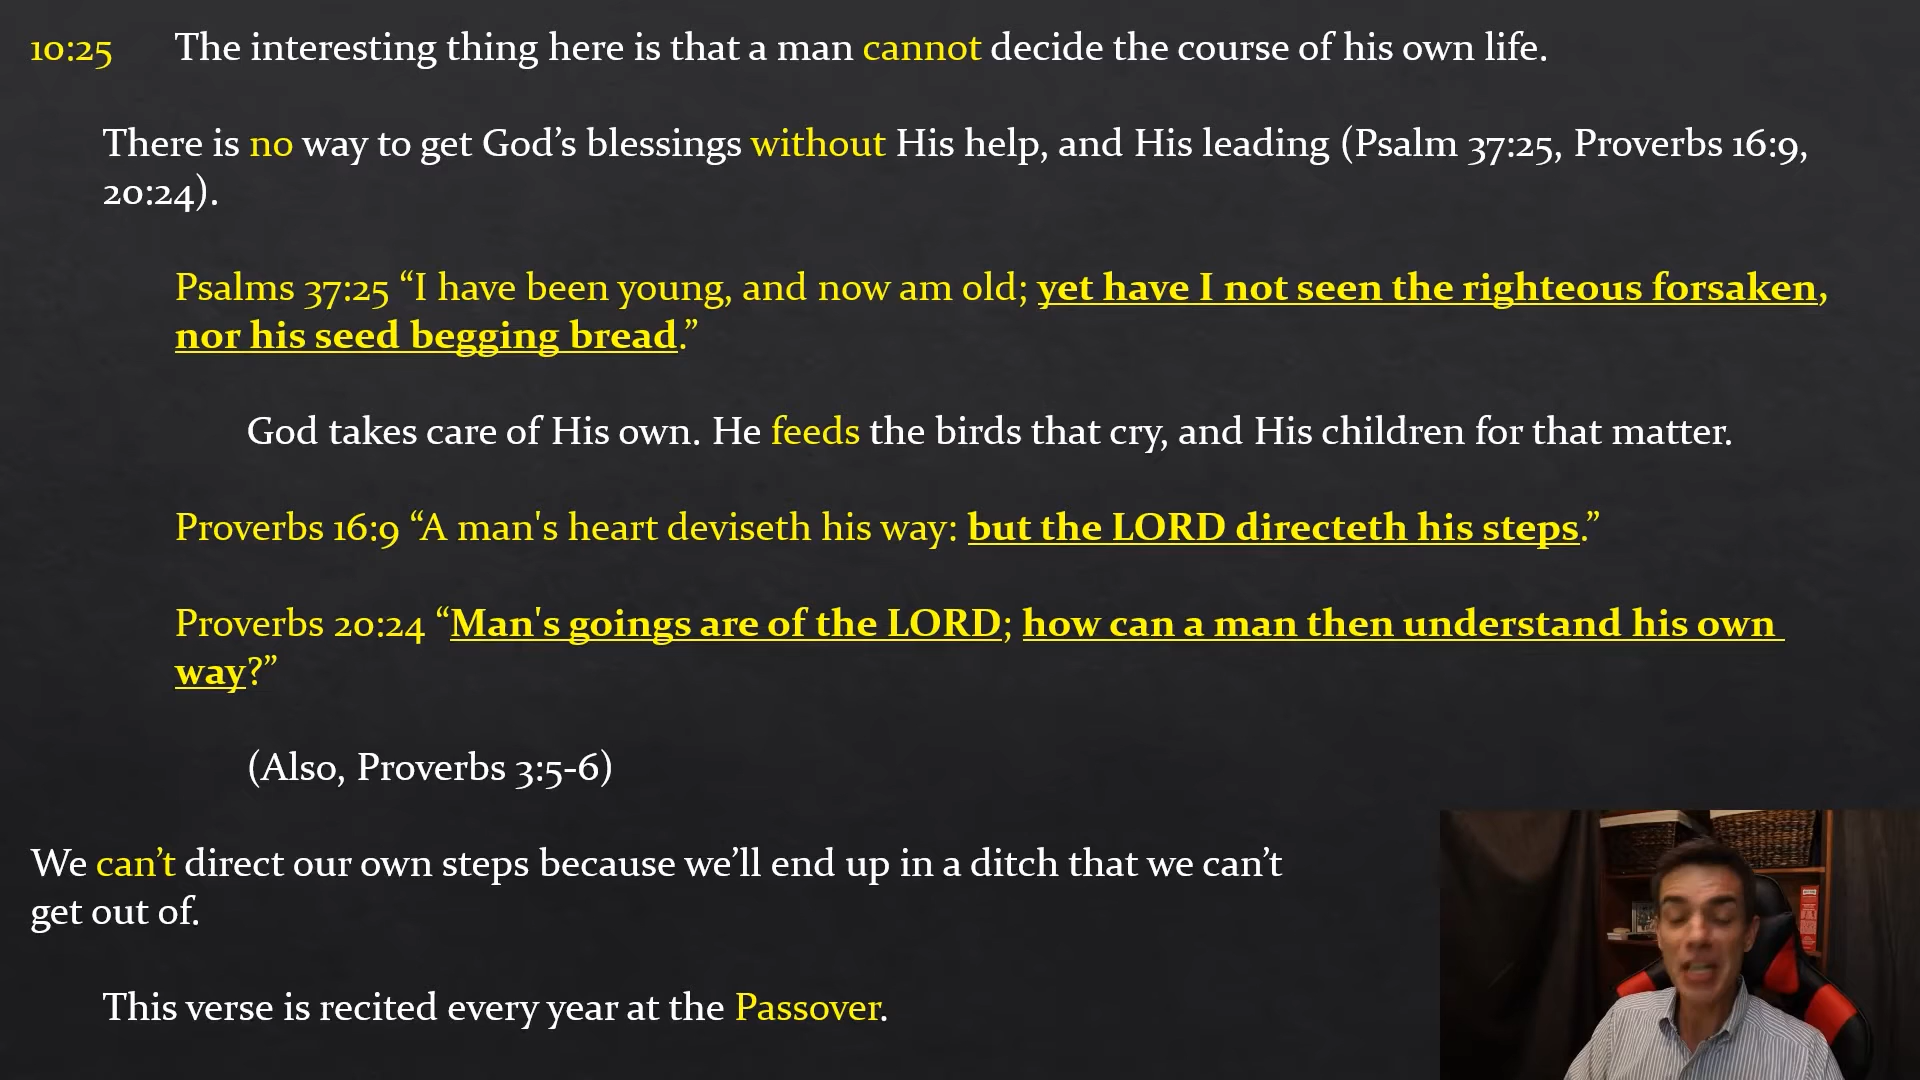 10:25 The interesting thing here is that a man cannot decide the course of his own life.
There is no way to get God’s blessings without His help, and His leading (Psalm 37:25, Proverbs 16:9,
20:24).
Psalms 37:25 “I have been young, and now am old; yet have I not seen the righteous forsaken,
nor his seed begging bread.”
God takes care of His own. He feeds the birds that cry, and His children for that matter.
Proverbs 16:9 “A man's heart deviseth his way: but the LORD directeth his steps.”
Proverbs 20:24 “Man's goings are of the LORD; how can a man then understand his own
way?”
(Also, Proverbs 3:5-6)
We can’t direct our own steps because we’ll end up in a ditch that we can’t
get out of.
This verse is recited every year at the Passover.